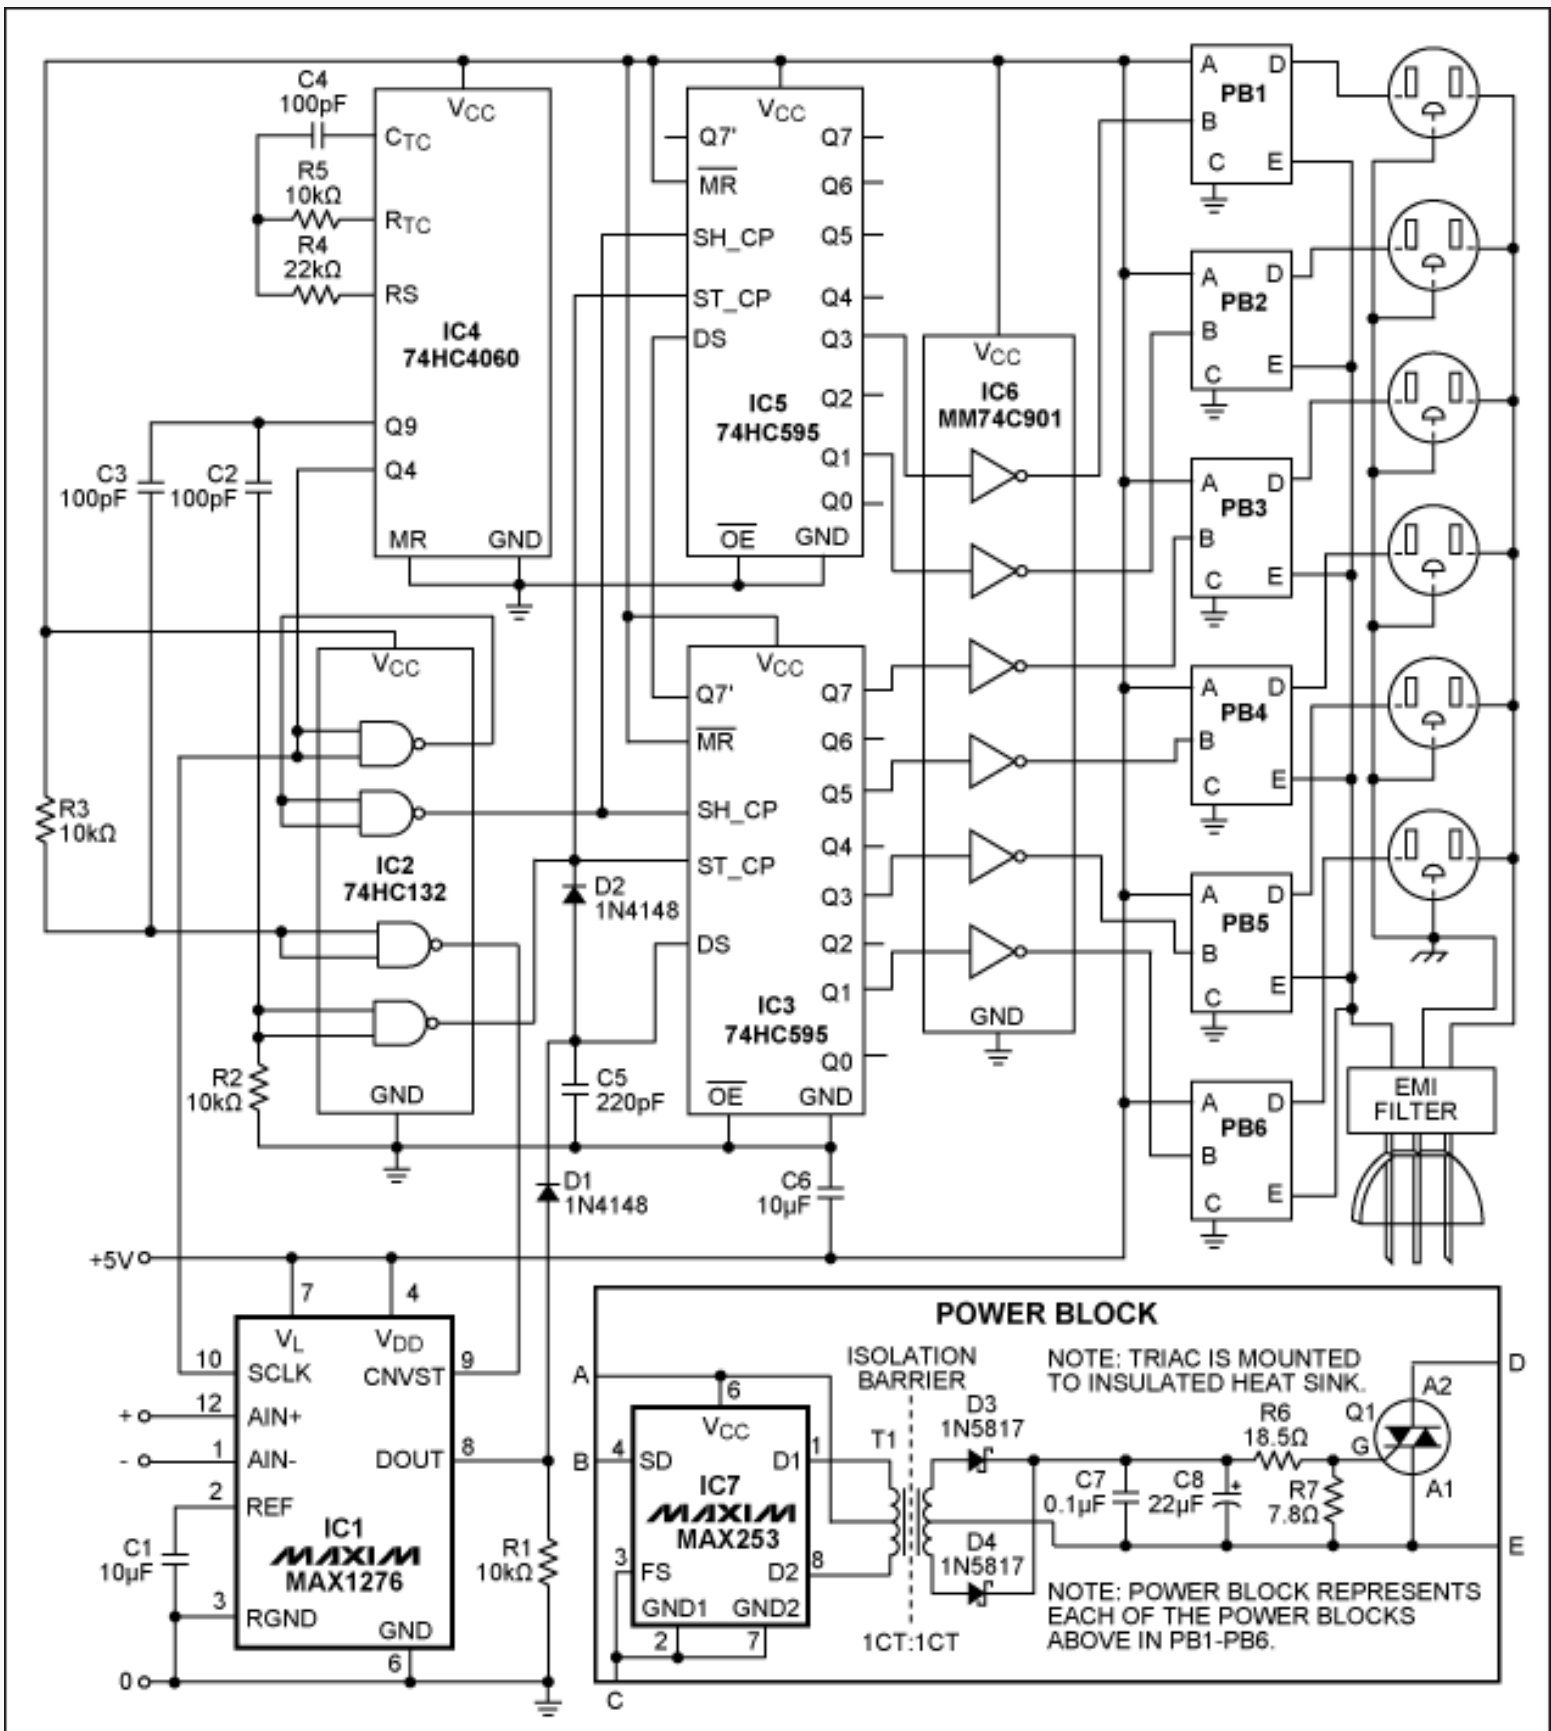 C4
100pF
R5
10kΩ
R4
22kΩ
VCC
CTC
RTC
RS
IC4
74HC4060
Q9
Q4
MR
GND
C3
100pF
C2
100pF
VCC
Q7'
MR
SH_CP
ST_CP
DS
IC5
74HC595
OE
GND
Q7
Q6
Q5
Q4
Q3
Q2
Q1
Q0
VCC
IC6
MM74C901
GND
A
B
C
D
E
PB1
A
B
C
D
E
PB2
A
B
C
D
E
PB3
A
B
C
D
E
PB4
A
B
C
D
E
PB5
A
B
C
D
E
PB6
EMI
FILTER
R3
10kΩ
VCC
IC2
74HC132
GND
R2
10kΩ
D2
1N4148
C5
220pF
D1
1N4148
VCC
Q7'
MR
SH_CP
ST_CP
DS
IC3
74HC595
OE
GND
Q7
Q6
Q5
Q4
Q3
Q2
Q1
Q0
C6
10µF
+5V
7
4
VL
VDD
10
SCLK
CNVST
9
+
12
AIN+
-
1
AIN-
DOUT
8
2
REF
IC1
MAXIM
MAX1276
C1
10µF
3
RGND
GND
6
0
R1
10kΩ
POWER BLOCK
ISOLATION
BARRIER
NOTE: TRIAC IS MOUNTED
TO INSULATED HEAT SINK.
A
B
C
D
E
6
VCC
4
SD
D1
1
IC7
MAXIM
MAX253
3
FS
D2
8
GND1
GND2
2
7
T1
1CT:1CT
D3
1N5817
D4
1N5817
C7
0.1µF
C8
22µF
+
R6
18.5Ω
R7
7.8Ω
Q1
G
A2
A1
NOTE: POWER BLOCK REPRESENTS
EACH OF THE POWER BLOCKS
ABOVE IN PB1-PB6.